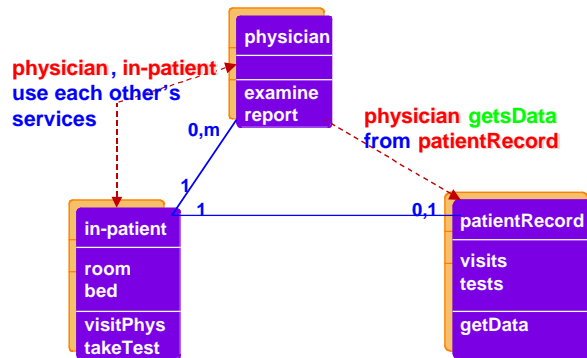 physician
examine
report
physician, in-patient
use each other's
services
physician getsData
from patientRecord
0,m
1
1
0,1
in-patient
room
bed
visitPhys
takeTest
patientRecord
visits
tests
getData